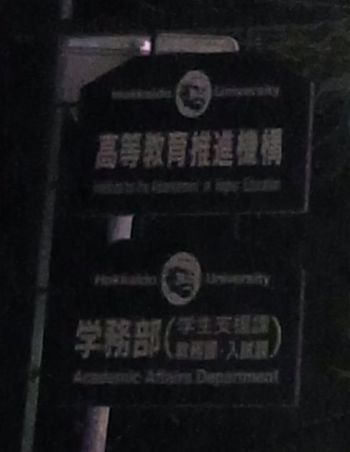 Hokkaido University
高等教育推進機構
Institute for the Advancement of Higher Education
Hokkaido University
学務部(学生支援課
教務課・入試課)
Academic Affairs Department